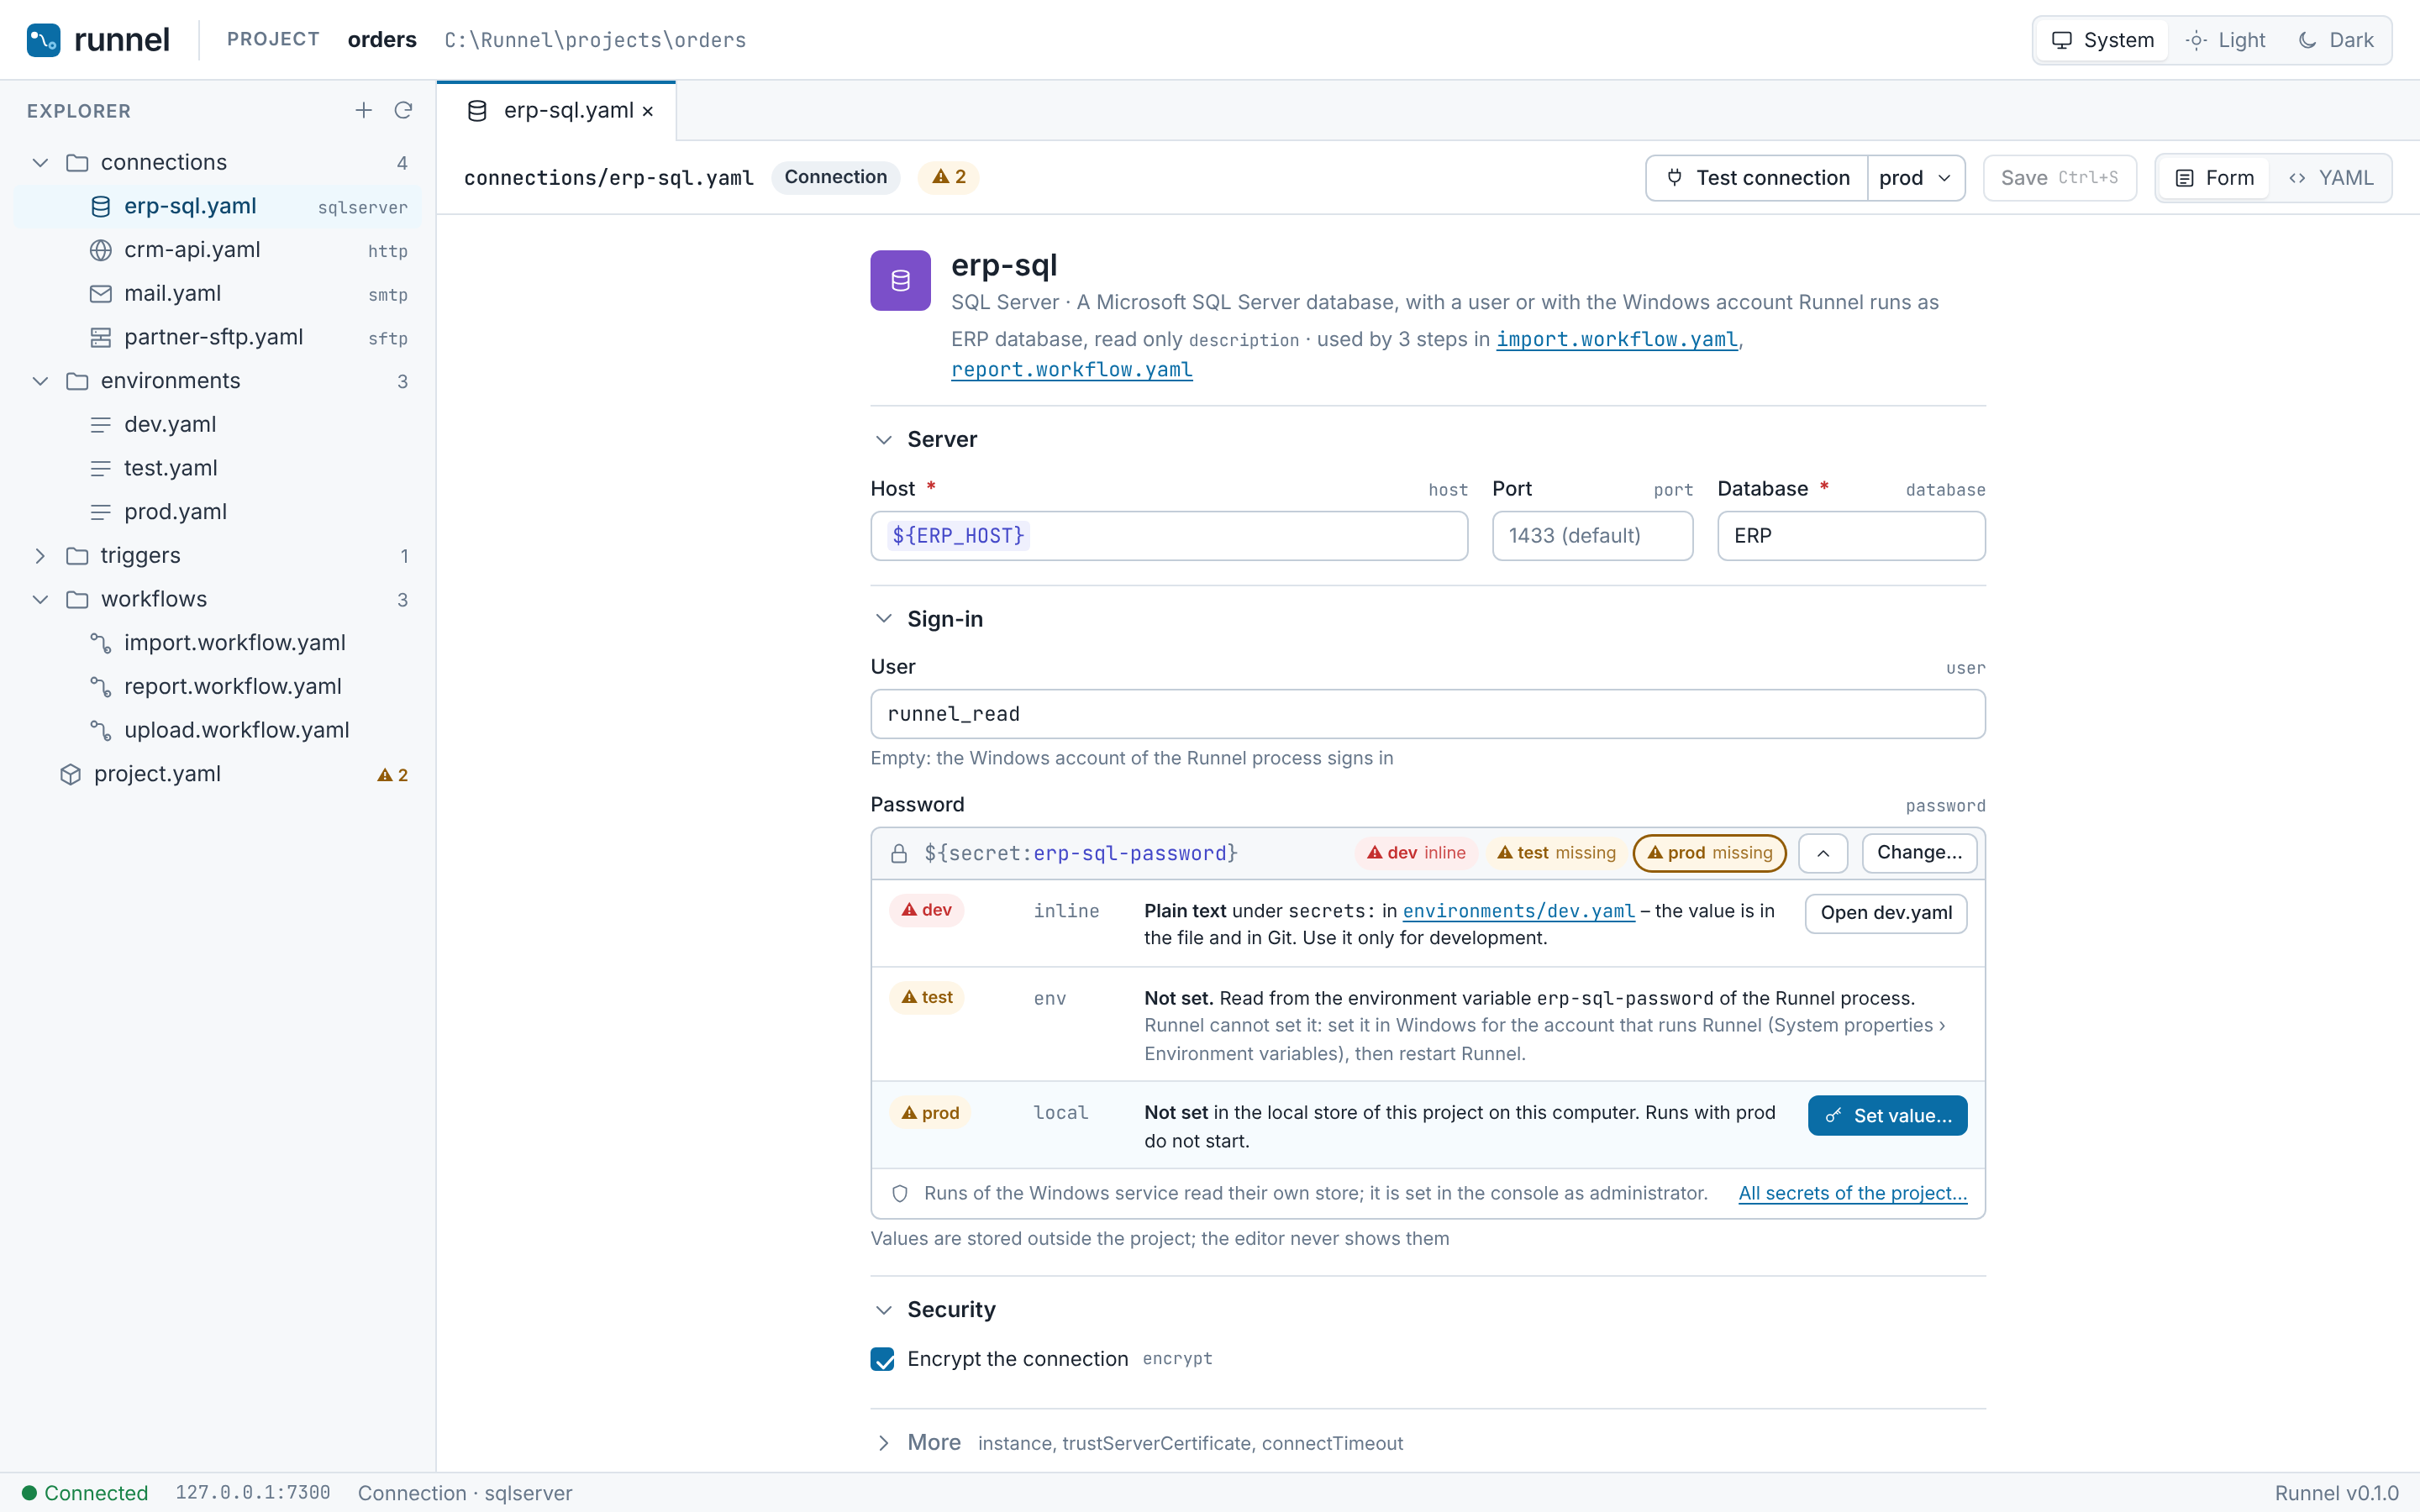 runnel PROJECT orders C:\Runnel\projects\orders System Light Dark
EXPLORER
connections 4
erp-sql.yaml sqlserver
crm-api.yaml http
mail.yaml smtp
partner-sftp.yaml sftp
environments 3
dev.yaml
test.yaml
prod.yaml
triggers 1
workflows 3
import.workflow.yaml
report.workflow.yaml
upload.workflow.yaml
project.yaml 2
erp-sql.yaml ×
connections/erp-sql.yaml Connection 2 Test connection prod Save Ctrl+S Form YAML
erp-sql
SQL Server · A Microsoft SQL Server database, with a user or with the Windows account Runnel runs as
ERP database, read only description · used by 3 steps in import.workflow.yaml,
report.workflow.yaml
Server
Host * host Port port Database * database
${ERP_HOST} 1433 (default) ERP
Sign-in
User user
runnel_read
Empty: the Windows account of the Runnel process signs in
Password password
${secret:erp-sql-password} dev inline test missing prod missing Change...
dev inline Plain text under secrets: in environments/dev.yaml – the value is in Open dev.yaml
the file and in Git. Use it only for development.
test env Not set. Read from the environment variable erp-sql-password of the Runnel process.
Runnel cannot set it: set it in Windows for the account that runs Runnel (System properties ›
Environment variables), then restart Runnel.
prod local Not set in the local store of this project on this computer. Runs with prod Set value...
do not start.
Runs of the Windows service read their own store; it is set in the console as administrator. All secrets of the project...
Values are stored outside the project; the editor never shows them
Security
Encrypt the connection encrypt
More instance, trustServerCertificate, connectTimeout
Connected 127.0.0.1:7300 Connection · sqlserver Runnel v0.1.0